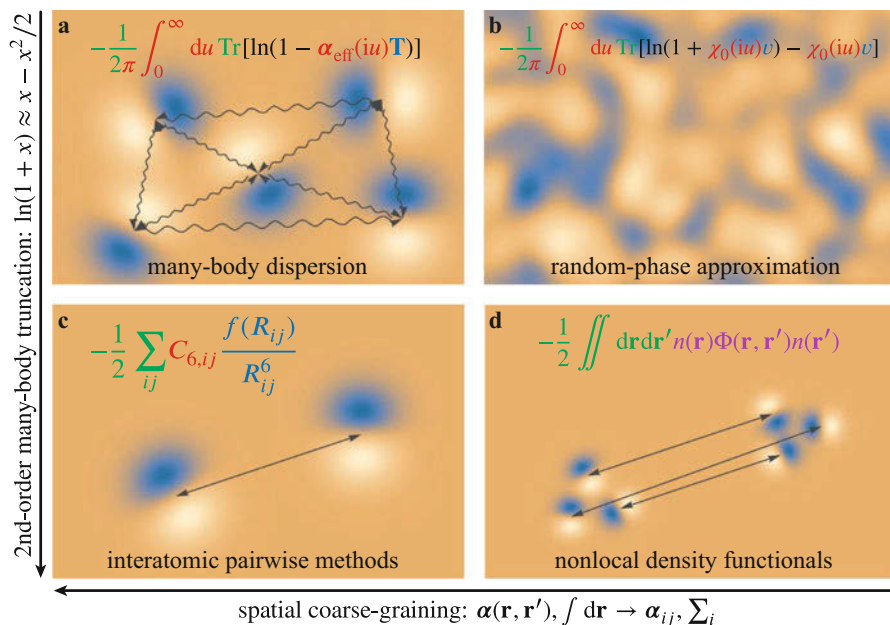 2nd-order many-body truncation: ln(1 + x) ≈ x − x²/2
a
−1/2π ∫₀^∞ du Tr[ln(1 − α_eff(iu)T)]
many-body dispersion
b
−1/2π ∫₀^∞ du Tr[ln(1 + χ₀(iu)v) − χ₀(iu)v]
random-phase approximation
c
−1/2 ∑_ij C_6,ij f(R_ij)/R_ij^6
interatomic pairwise methods
d
−1/2 ∬ drdr′n(r)Φ(r, r′)n(r′)
nonlocal density functionals
spatial coarse-graining: α(r, r′), ∫ dr → α_ij, ∑_i